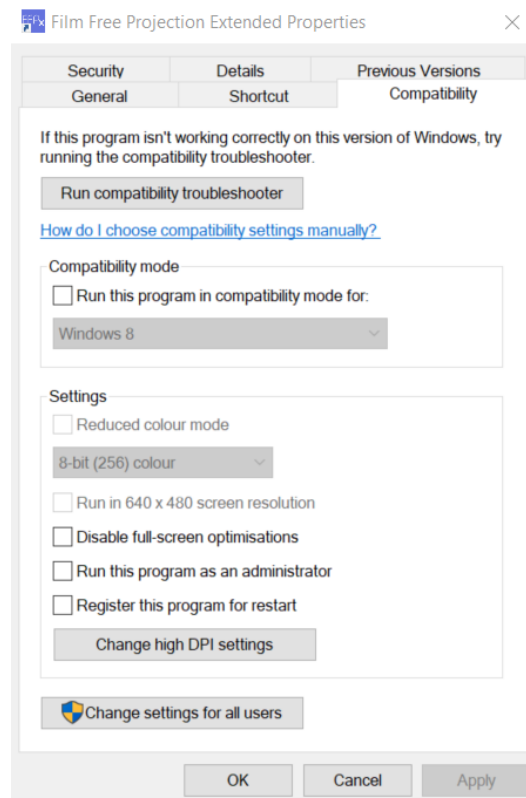 Film Free Projection Extended Properties
Security Details Previous Versions
General Shortcut Compatibility
If this program isn't working correctly on this version of Windows, try
running the compatibility troubleshooter.
Run compatibility troubleshooter
How do I choose compatibility settings manually?
Compatibility mode
Run this program in compatibility mode for:
Windows 8
Settings
Reduced colour mode
8-bit (256) colour
Run in 640 x 480 screen resolution
Disable full-screen optimisations
Run this program as an administrator
Register this program for restart
Change high DPI settings
Change settings for all users
OK Cancel Apply